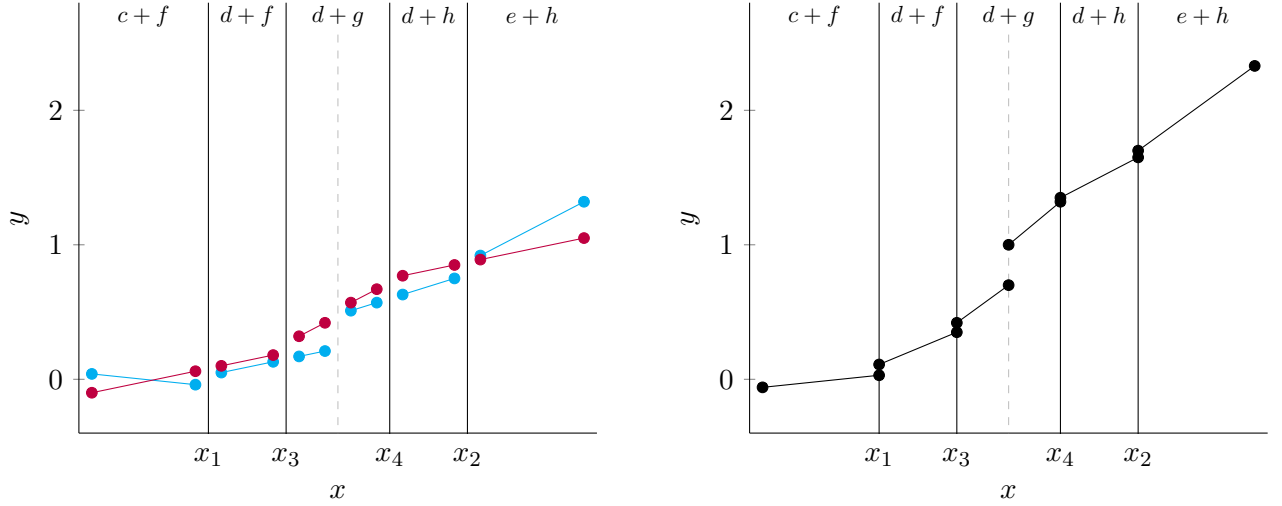 c + f d + f d + g d + h e + h
2
1
0
y
x1 x3 x4 x2
x
c + f d + f d + g d + h e + h
2
1
0
y
x1 x3 x4 x2
x